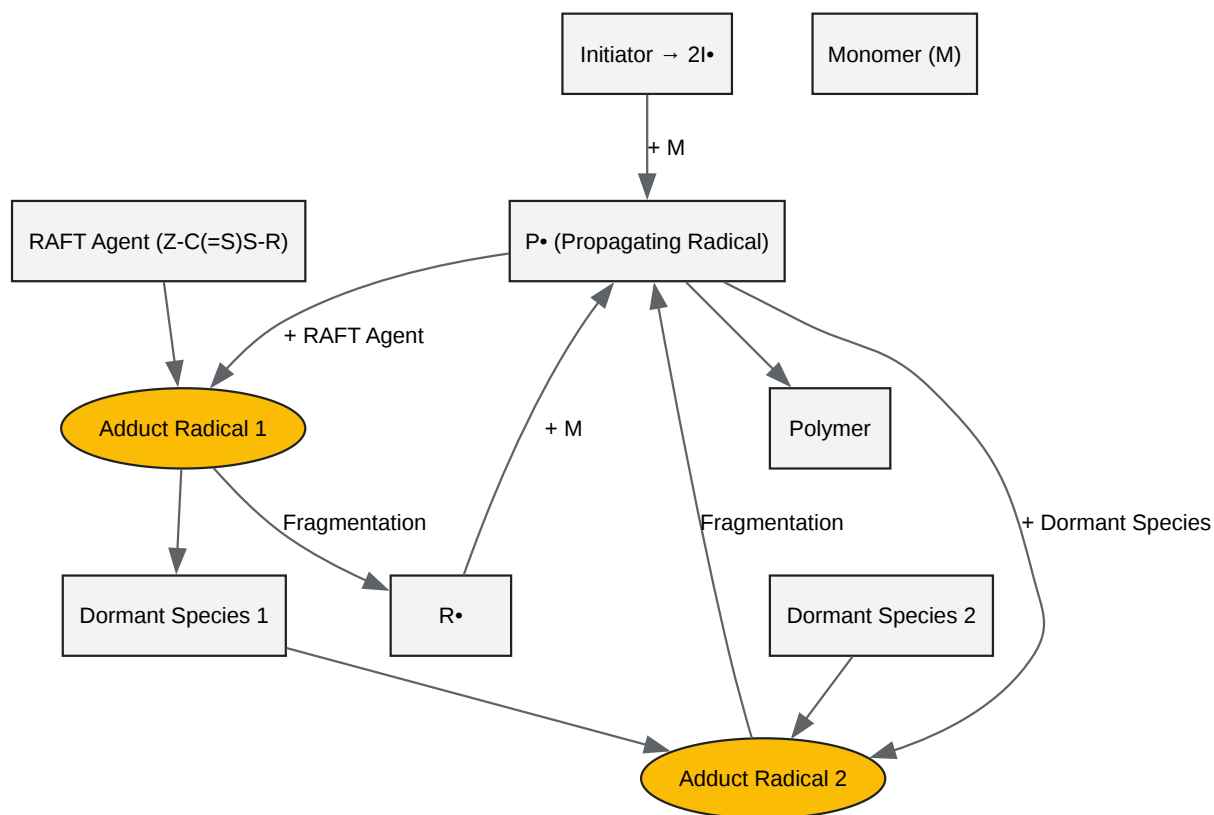 Initiator → 2I•
Monomer (M)
+ M
RAFT Agent (Z-C(=S)S-R)
P• (Propagating Radical)
+ RAFT Agent
Adduct Radical 1
+ M
Polymer
Fragmentation
Fragmentation
+ Dormant Species
Dormant Species 1
R•
Dormant Species 2
Adduct Radical 2